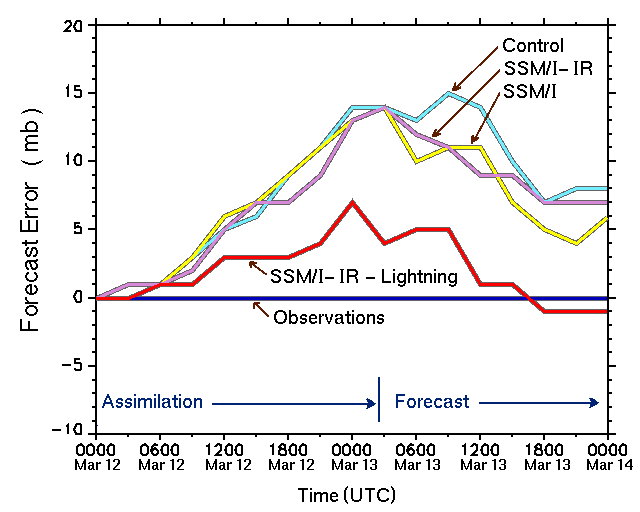 20
15
10
5
0
-5
-10
Forecast Error ( mb)
Control
SSM/I-IR
SSM/I
SSM/I-IR-Lightning
Observations
Assimilation
Forecast
0000 0600 1200 1800 0000 0600 1200 1800 0000
Mar 12 Mar 12 Mar 12 Mar 12 Mar 13 Mar 13 Mar 13 Mar 13 Mar 14
Time (UTC)